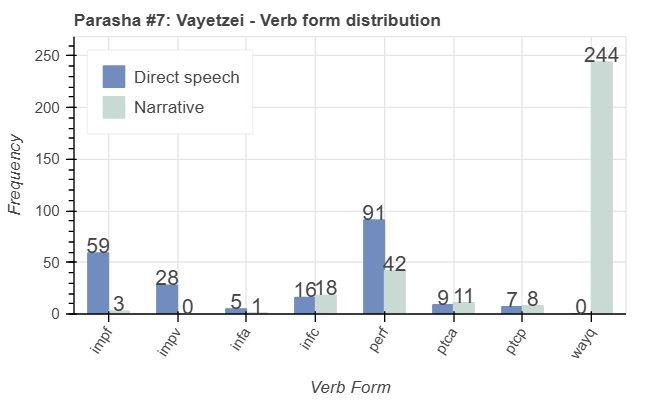 Parasha #7: Vayetzei - Verb form distribution
Direct speech
Narrative
Frequency
250
200
150
100
50
0
59
3
28
0
5
1
16
18
91
42
9
11
7
8
0
244
impf
impv
infa
infc
perf
ptca
ptcp
wayq
Verb Form